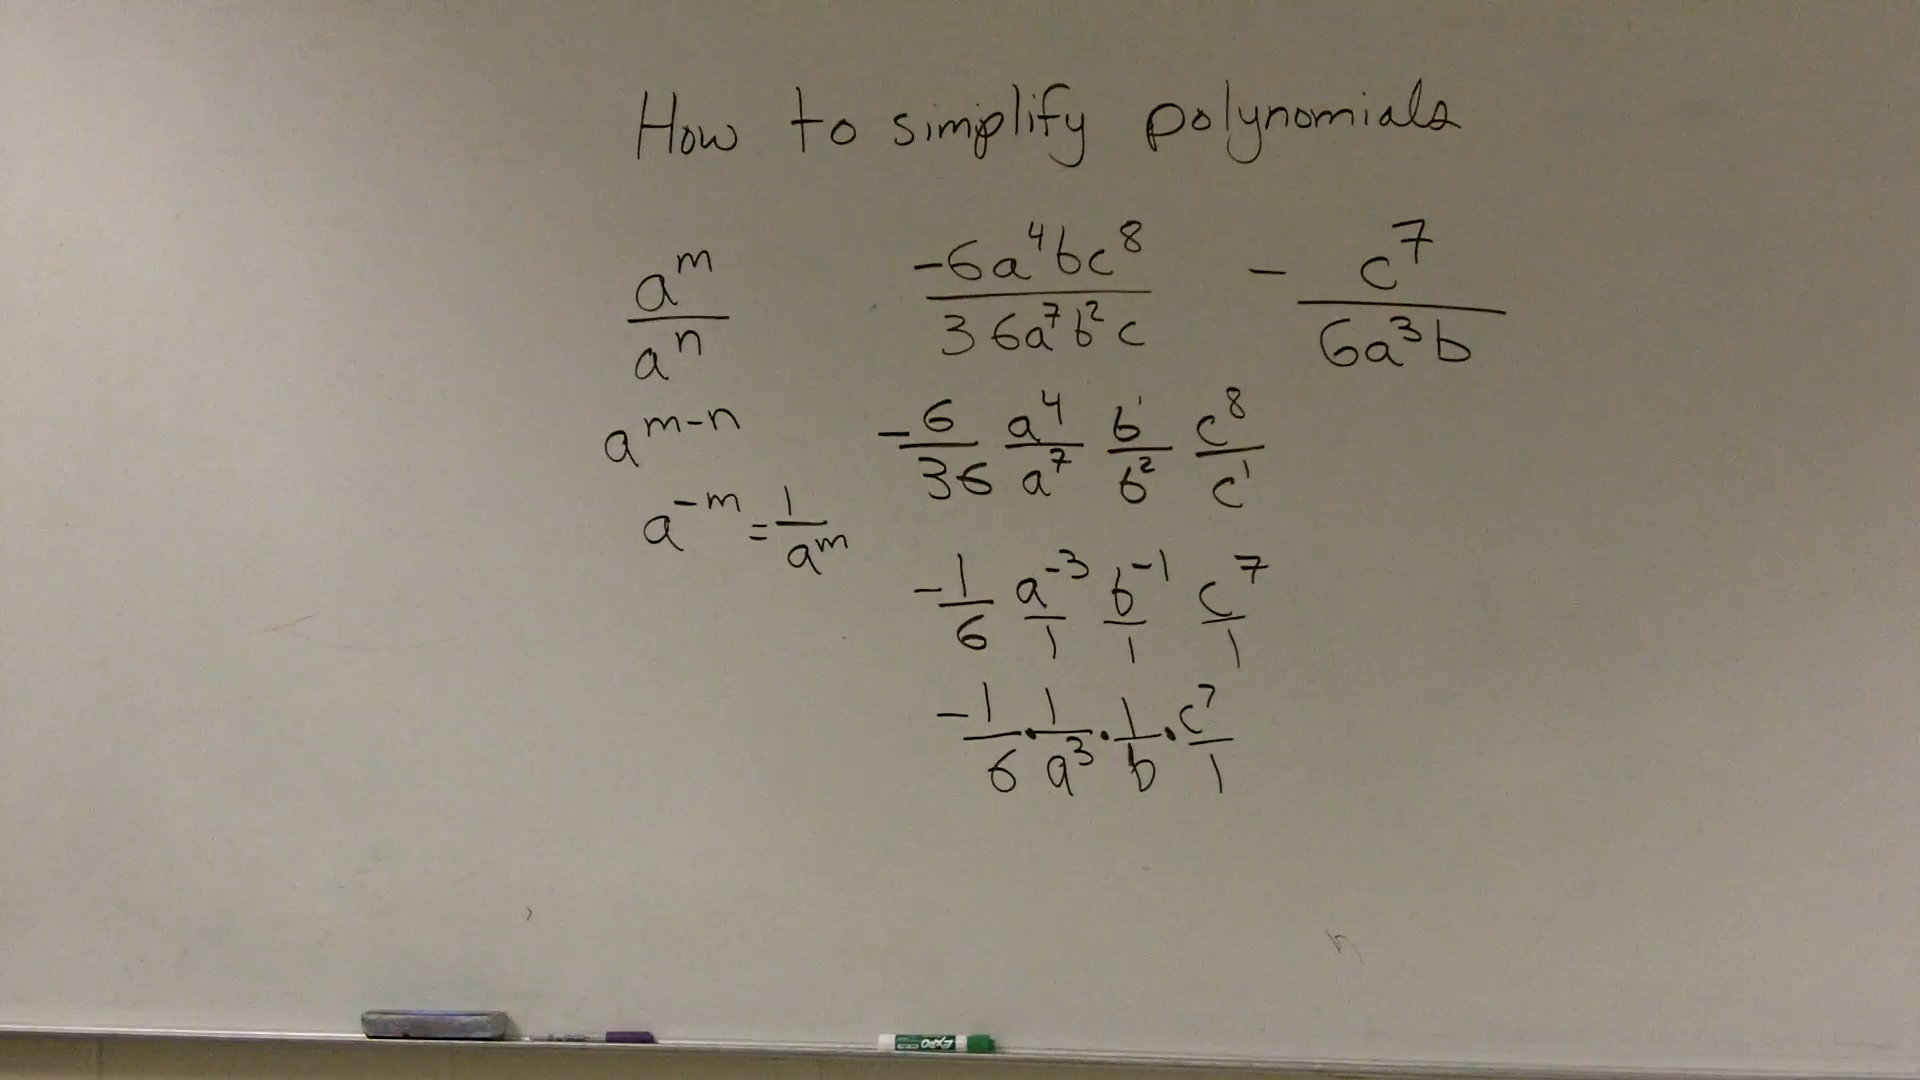 How to simplify polynomials
a^m / a^n
a^(m-n)
a^(-m) = 1/a^m
-6a^4bc^8 / 36a^7b^2c
-6/36 a^4/a^7 b^1/b^2 c^8/c^1
-1/6 a^-3/1 b^-1/1 c^7/1
-1/6 · 1/a^3 · 1/b · c^7/1
- c^7 / 6a^3b
EXPO